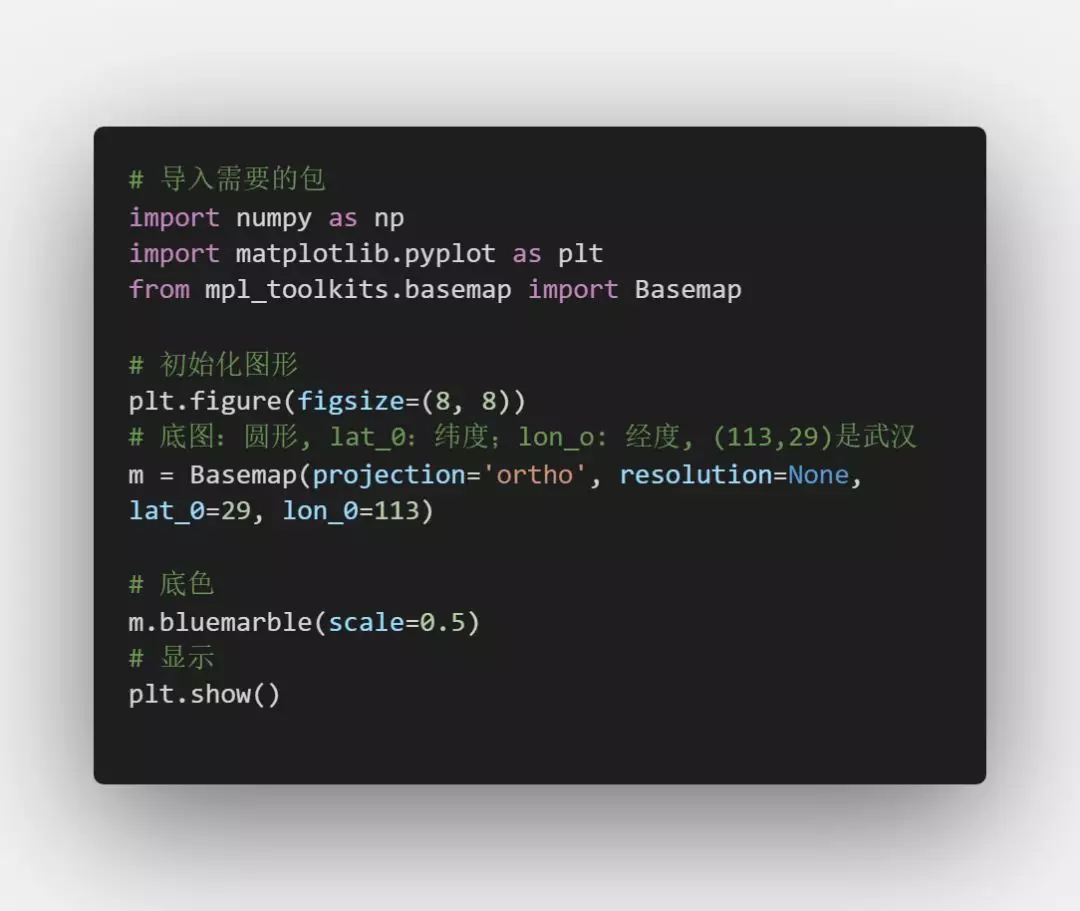 # 导入需要的包
import numpy as np
import matplotlib.pyplot as plt
from mpl_toolkits.basemap import Basemap
# 初始化图形
plt.figure(figsize=(8, 8))
# 底图：圆形, lat_0：纬度；lon_o: 经度, (113,29)是武汉
m = Basemap(projection='ortho', resolution=None,
lat_0=29, lon_0=113)
# 底色
m.bluemarble(scale=0.5)
# 显示
plt.show()